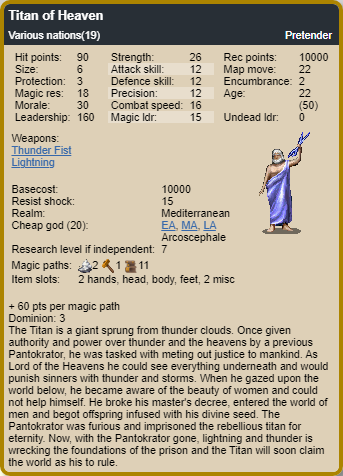 Titan of Heaven
Various nations(19) Pretender
Hit points: 90 Strength: 26 Rec points: 10000
Size: 6 Attack skill: 12 Map move: 22
Protection: 3 Defence skill: 12 Encumbrance: 2
Magic res: 18 Precision: 12 Age: 22
Morale: 30 Combat speed: 16 (50)
Leadership: 160 Magic ldr: 15 Undead ldr: 0
Weapons:
Thunder Fist
Lightning
Basecost: 10000
Resist shock: 15
Realm: Mediterranean
Cheap god (20): EA, MA, LA
Arcoscephale
Research level if independent: 7
Magic paths: 2 1 11
Item slots: 2 hands, head, body, feet, 2 misc
+ 60 pts per magic path
Dominion: 3
The Titan is a giant sprung from thunder clouds. Once given
authority and power over thunder and the heavens by a previous
Pantokrator, he was tasked with meting out justice to mankind. As
Lord of the Heavens he could see everything underneath and would
punish sinners with thunder and storms. When he gazed upon the
world below, he became aware of the beauty of women and could
not help himself. He broke his master's decree, entered the world of
men and begot offspring infused with his divine seed. The
Pantokrator was furious and imprisoned the rebellious titan for
eternity. Now, with the Pantokrator gone, lightning and thunder is
wrecking the foundations of the prison and the Titan will soon claim
the world as his to rule.